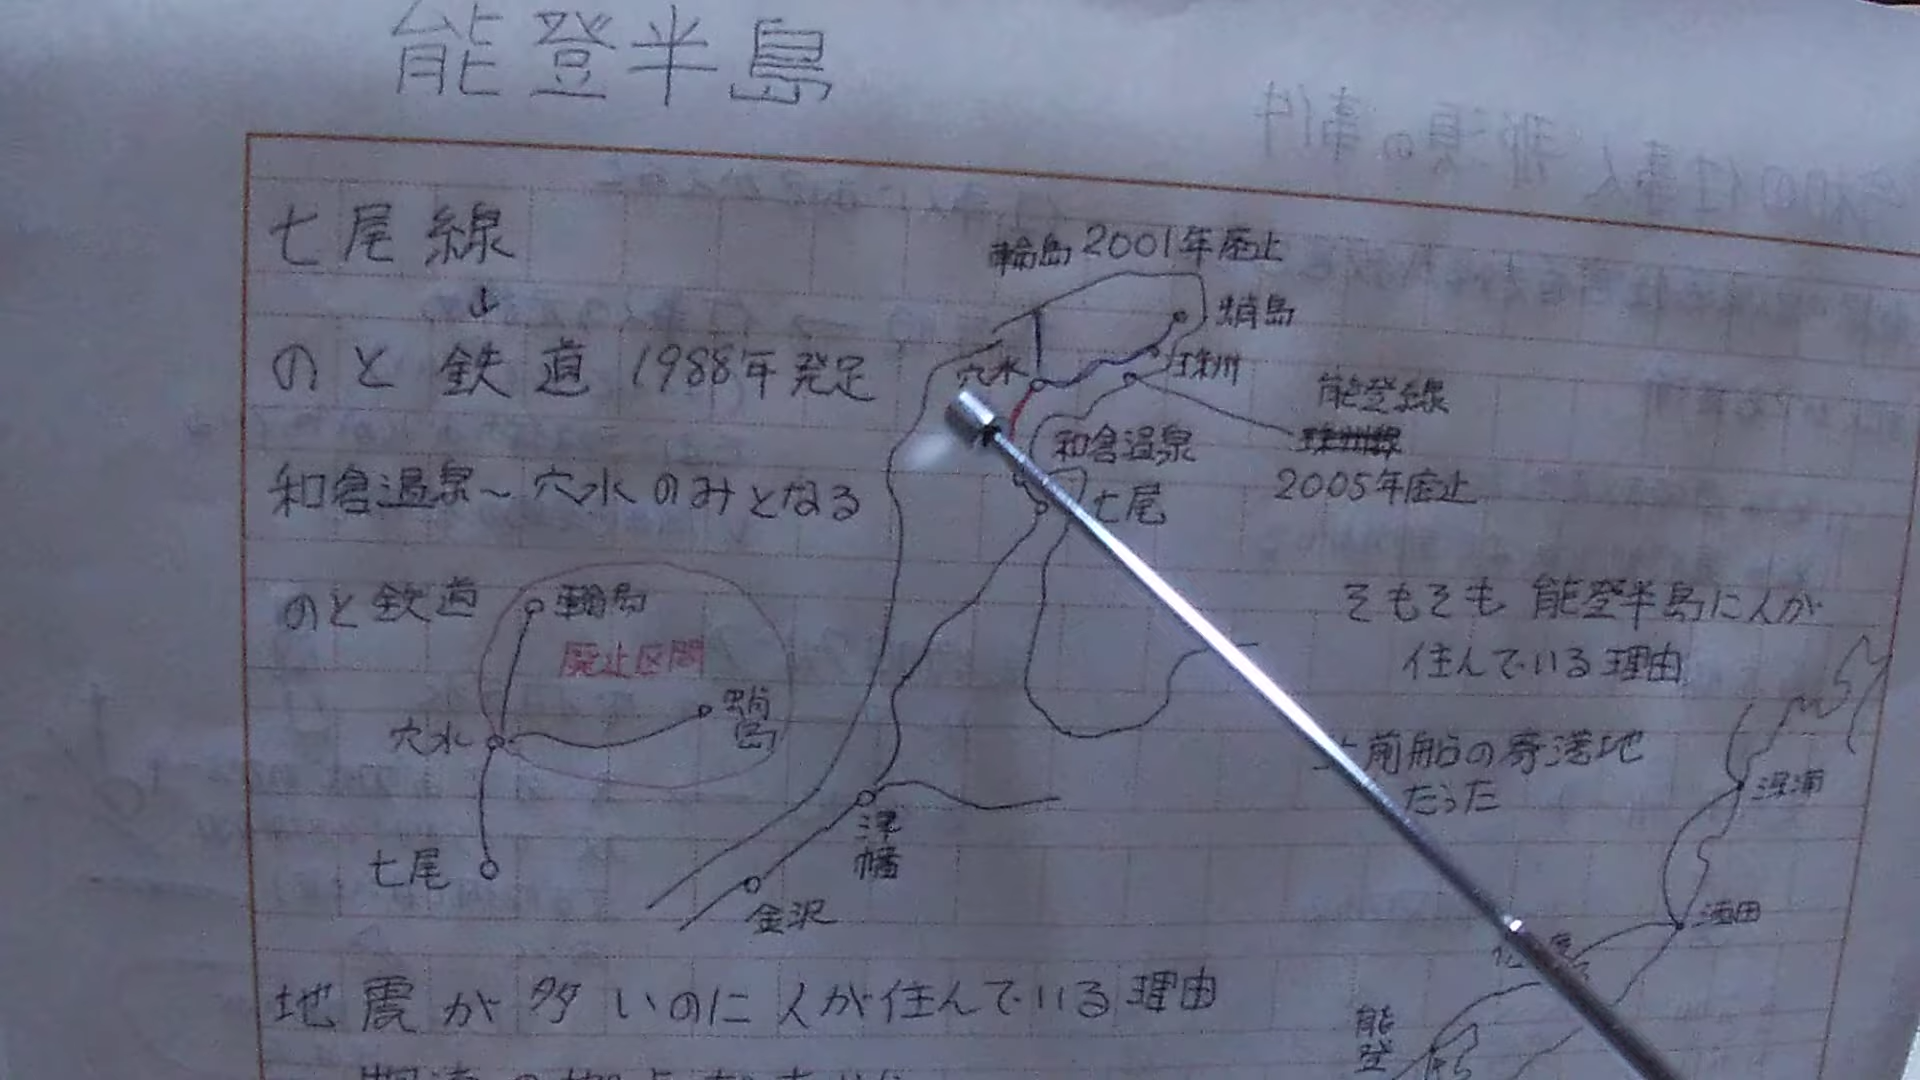 能登半島
七尾線
↓
のと鉄道 1988年発足
和倉温泉~穴水のみとなる
輪島 2001年廃止
蛸島
珠洲
穴水
能登線
2005年廃止
和倉温泉
七尾
津幡
金沢
のと鉄道
輪島
廃止区間
蛸島
穴水
七尾
そもそも能登半島に人が
住んでいる理由
前船の寄港地
だった
深浦
酒田
能登
地震が多いのに人が住んでいる理由